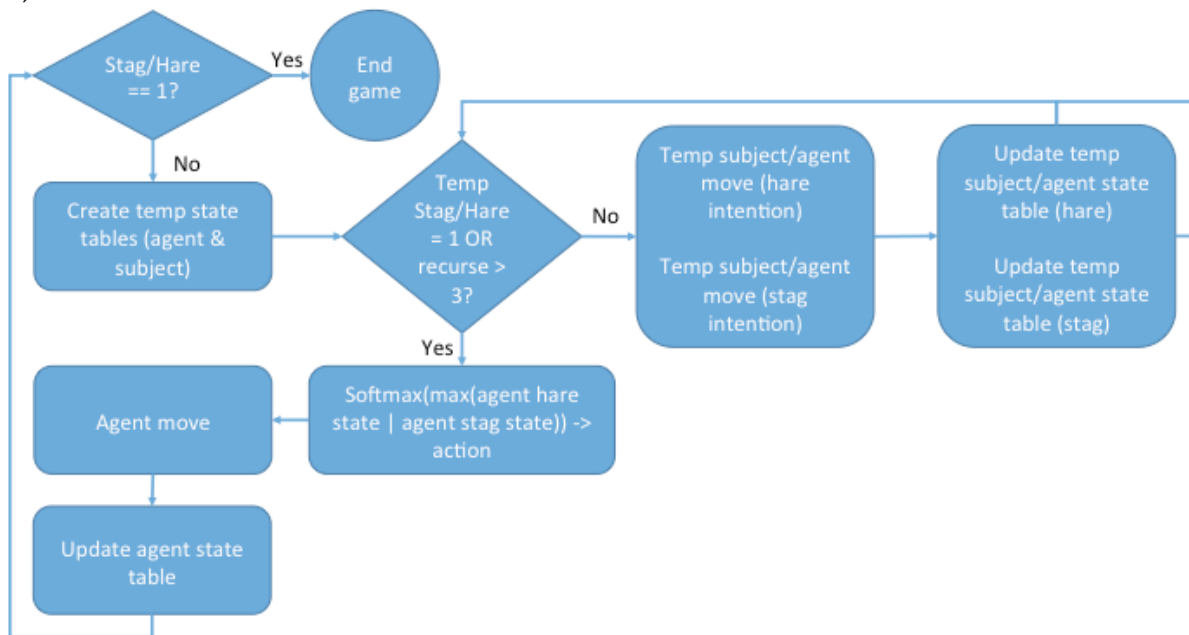 Stag/Hare
== 1?
Yes
End
game
No
Create temp state
tables (agent &
subject)
Temp
Stag/Hare
= 1 OR
recurse >
3?
No
Temp subject/agent
move (hare
intention)
Temp subject/agent
move (stag
intention)
Update temp
subject/agent state
table (hare)
Update temp
subject/agent state
table (stag)
Yes
Softmax(max(agent hare
state | agent stag state)) ->
action
Agent move
Update agent state
table